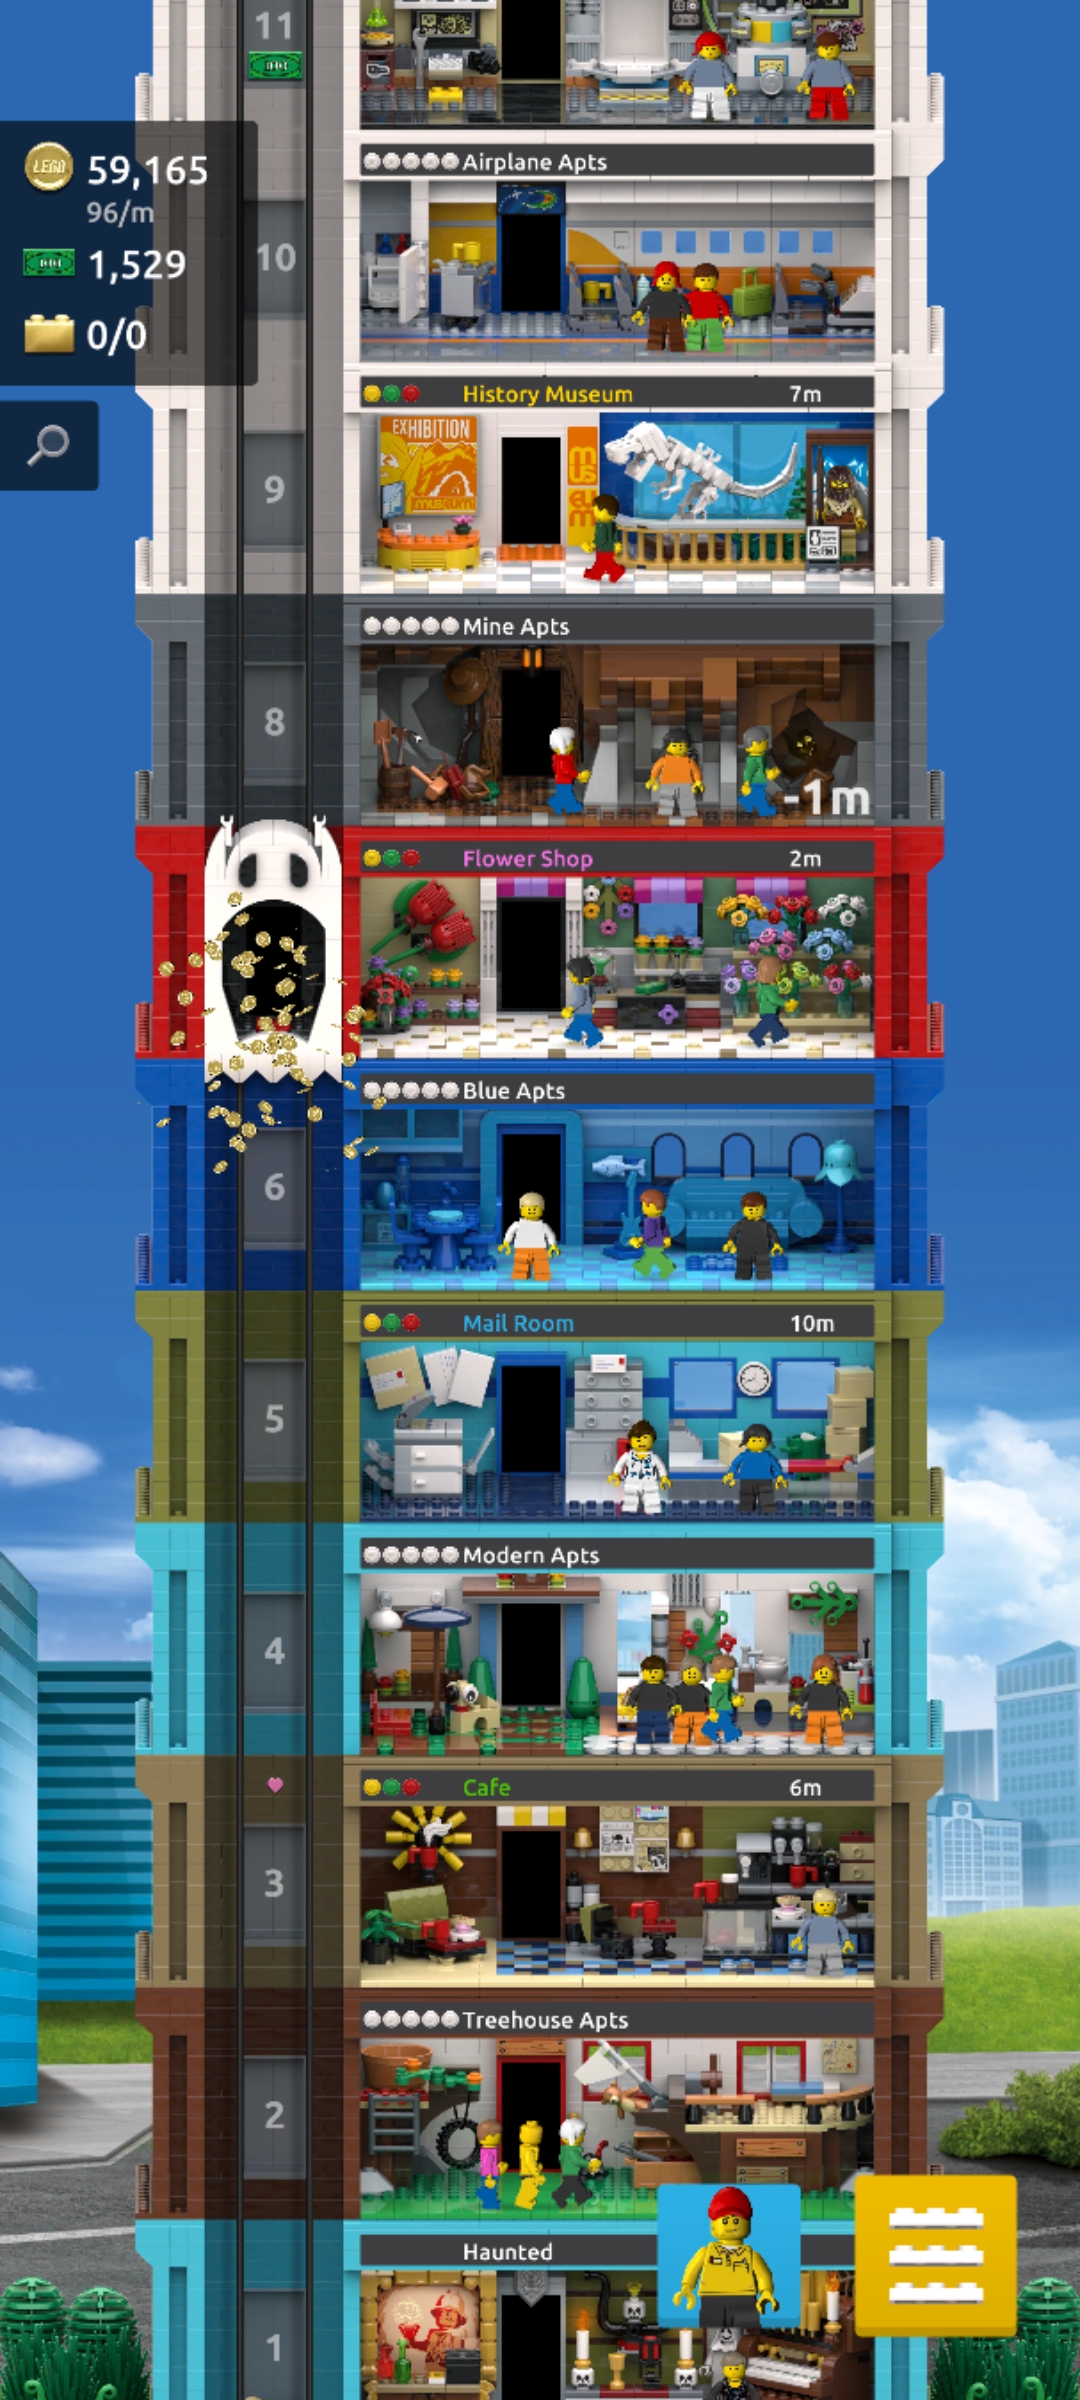 11
LEGO 59,165
96/m
1,529
0/0
Airplane Apts
10
History Museum 7m
EXHIBITION
museum
9
Mine Apts
8
-1m
Flower Shop 2m
Blue Apts
6
Mail Room 10m
5
Modern Apts
4
Cafe 6m
3
Treehouse Apts
2
Haunted
1